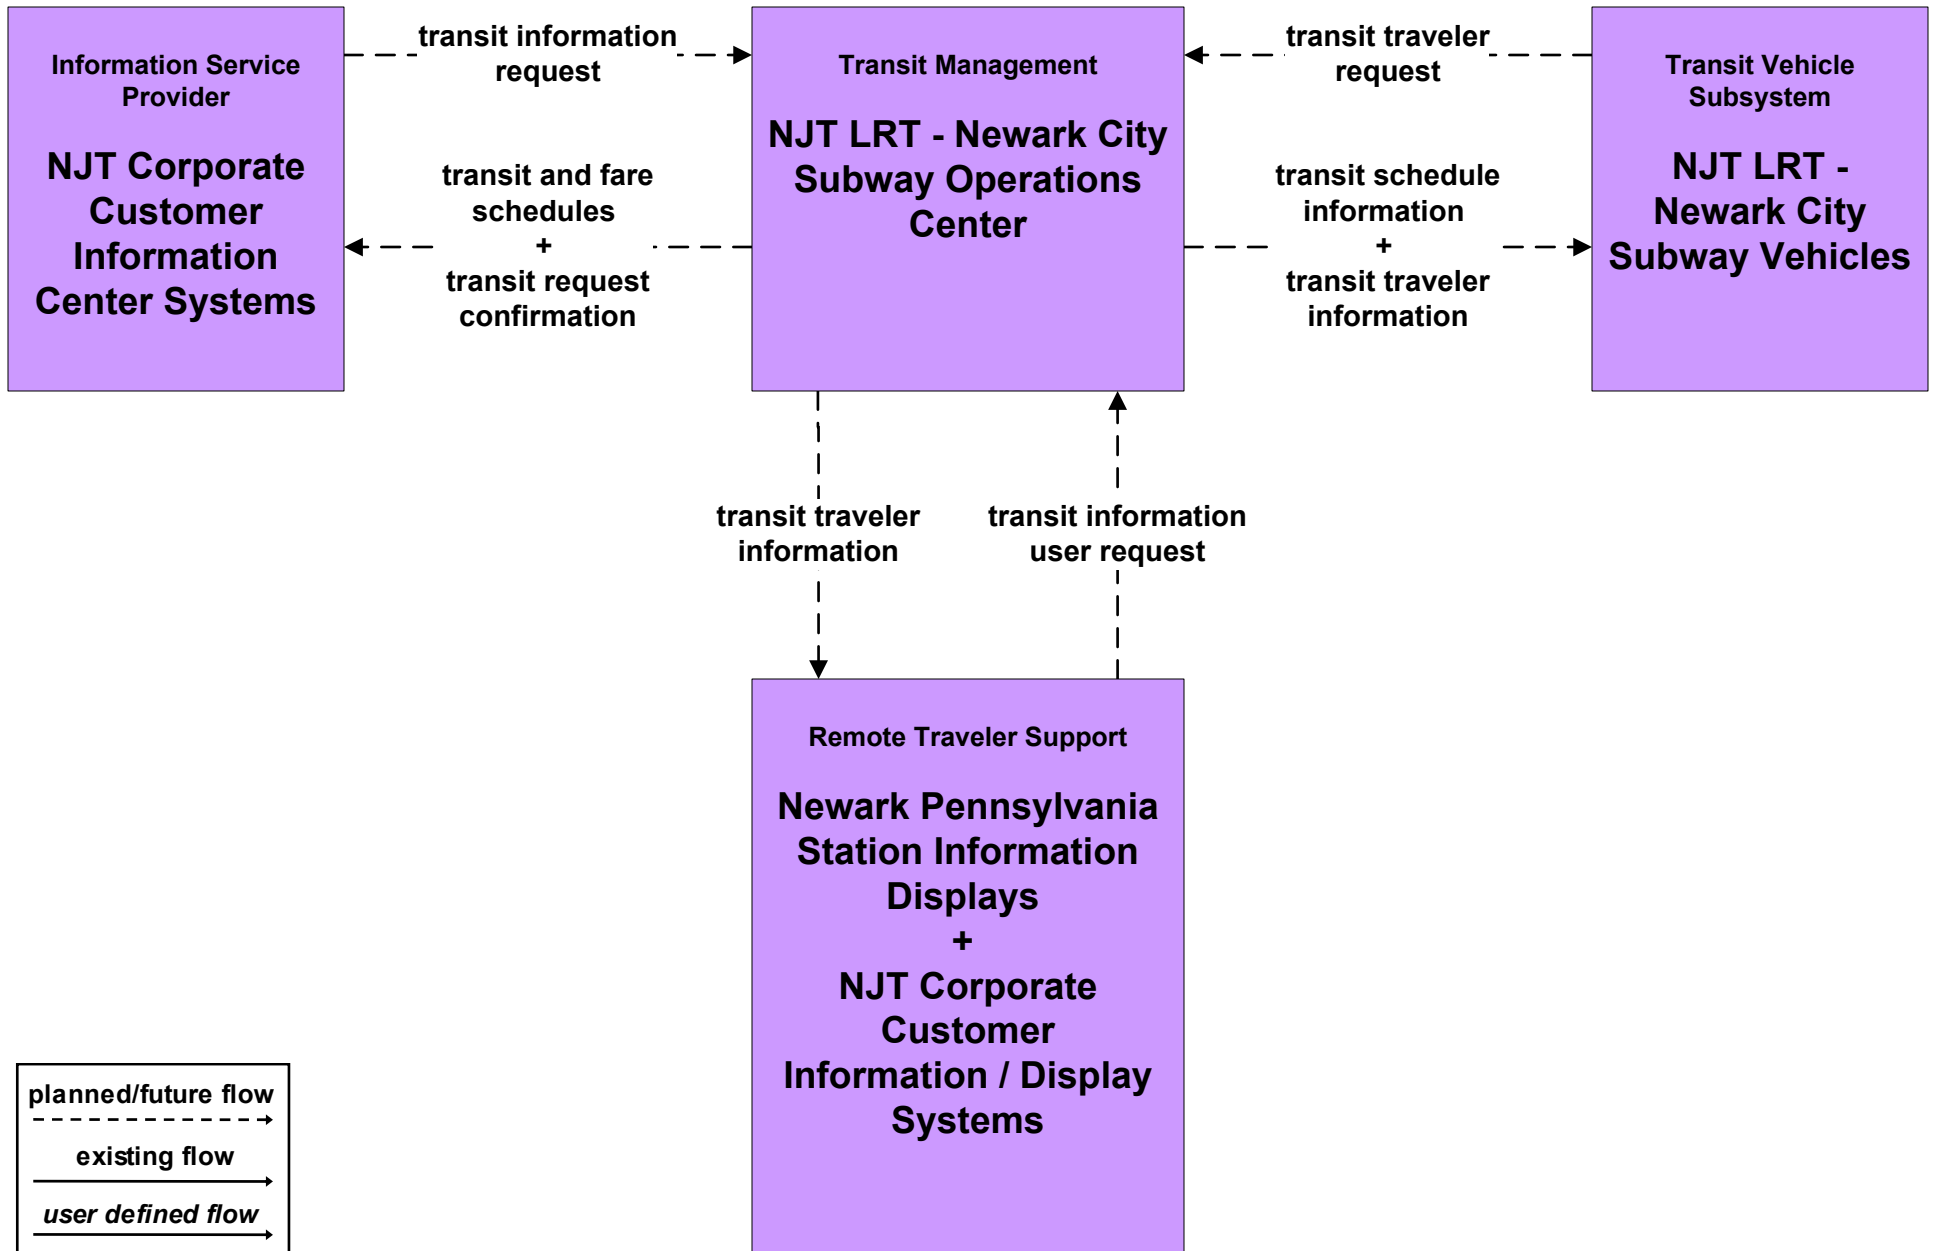 Information Service
Provider
NJT Corporate
Customer
Information
Center Systems
transit information
request
transit and fare
schedules
+
transit request
confirmation
Transit Management
NJT LRT - Newark City
Subway Operations
Center
transit traveler
request
transit schedule
information
+
transit traveler
information
Transit Vehicle
Subsystem
NJT LRT -
Newark City
Subway Vehicles
transit traveler
information
transit information
user request
Remote Traveler Support
Newark Pennsylvania
Station Information
Displays
+
NJT Corporate
Customer
Information / Display
Systems
planned/future flow
existing flow
user defined flow